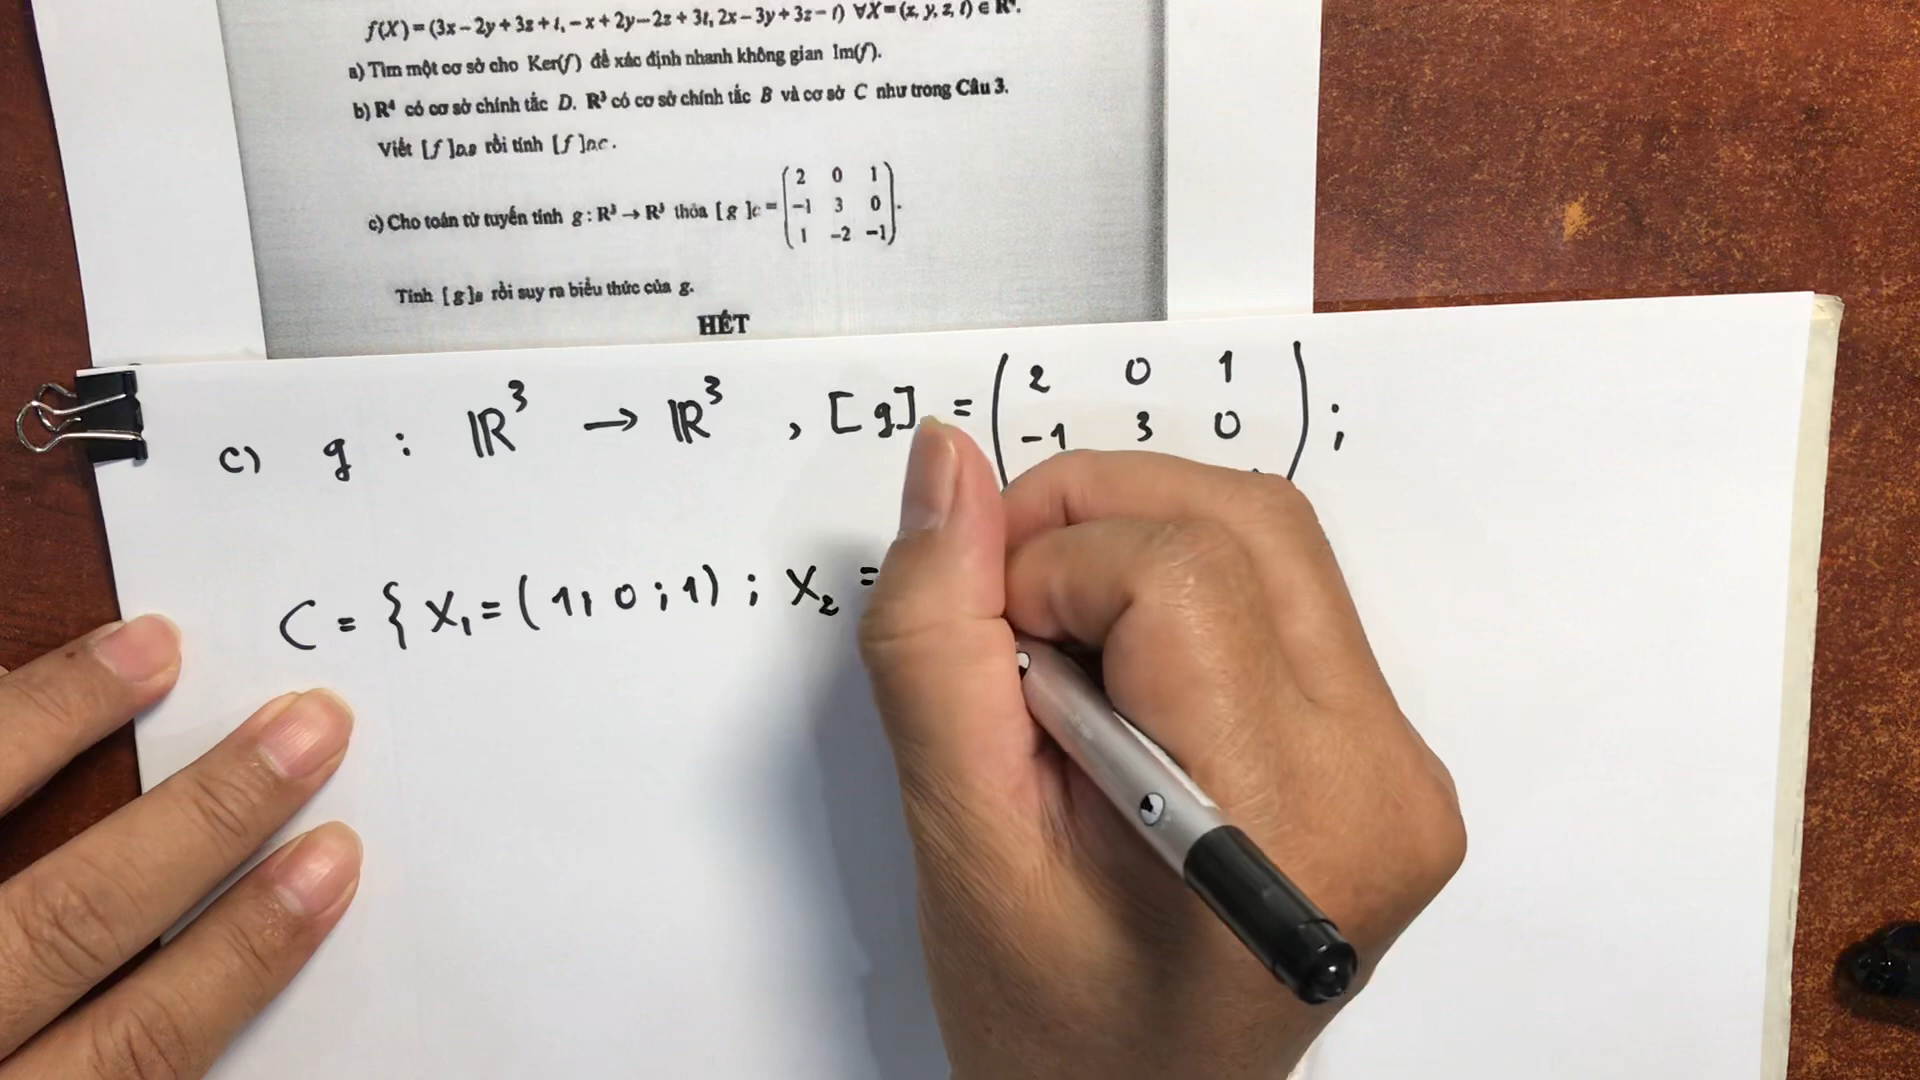 f(X)=(3x−2y+3z+t,−x+2y−2z+3t,2x−3y+3z−t) ∀X=(x,y,z,t)∈R⁴.
a) Tìm một cơ sở cho Ker(f) để xác định nhanh không gian Im(f).
b) R⁴ có cơ sở chính tắc D. R³ có cơ sở chính tắc B và cơ sở C như trong Câu 3.
Viết [f]D,B rồi tính [f]D,C.
c) Cho toán tử tuyến tính g: R³ → R³ thỏa [g]C =
2 0 1
−1 3 0
1 −2 −1
.
Tính [g]B rồi suy ra biểu thức của g.
HẾT
c) g : ℝ³ → ℝ³ , [g] =
2 0 1
−1 3 0
;
C = { X₁ = (1; 0; 1) ; X₂ =